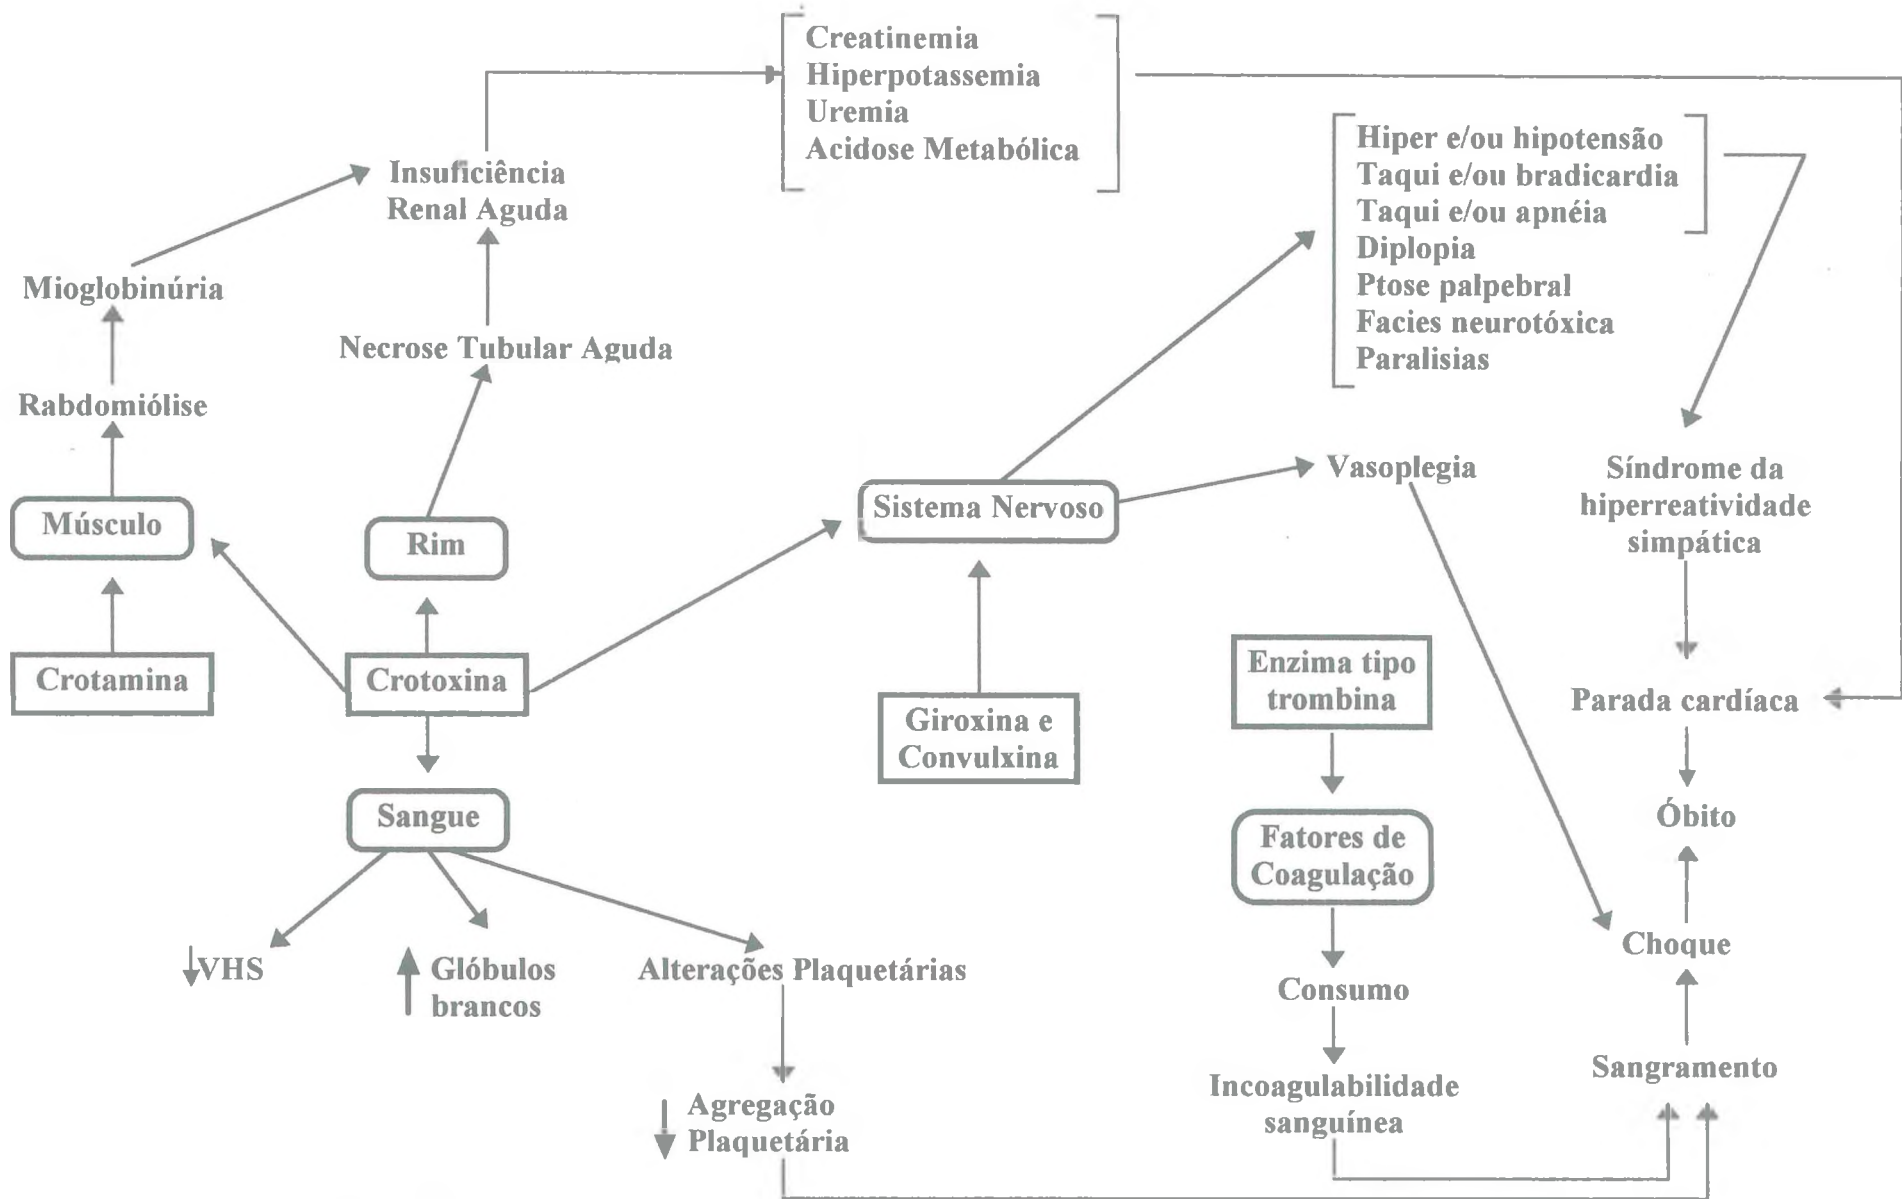 Creatinemia
Hiperpotassemia
Uremia
Acidose Metabólica
Hiper e/ou hipotensão
Taqui e/ou bradicardia
Taqui e/ou apnéia
Diplopia
Ptose palpebral
Facies neurotóxica
Paralisias
Insuficiência
Renal Aguda
Mioglobinúria
Necrose Tubular Aguda
Rabdomiólise
Músculo
Rim
Sistema Nervoso
Vasoplegia
Síndrome da
hiperreatividade
simpática
Crotamina
Crotoxina
Giroxina e
Convulxina
Enzima tipo
trombina
Parada cardíaca
Sangue
Fatores de
Coagulação
Óbito
↓VHS
↑ Glóbulos
brancos
Alterações Plaquetárias
Consumo
Choque
↓ Agregação
Plaquetária
Incoagulabilidade
sanguínea
Sangramento